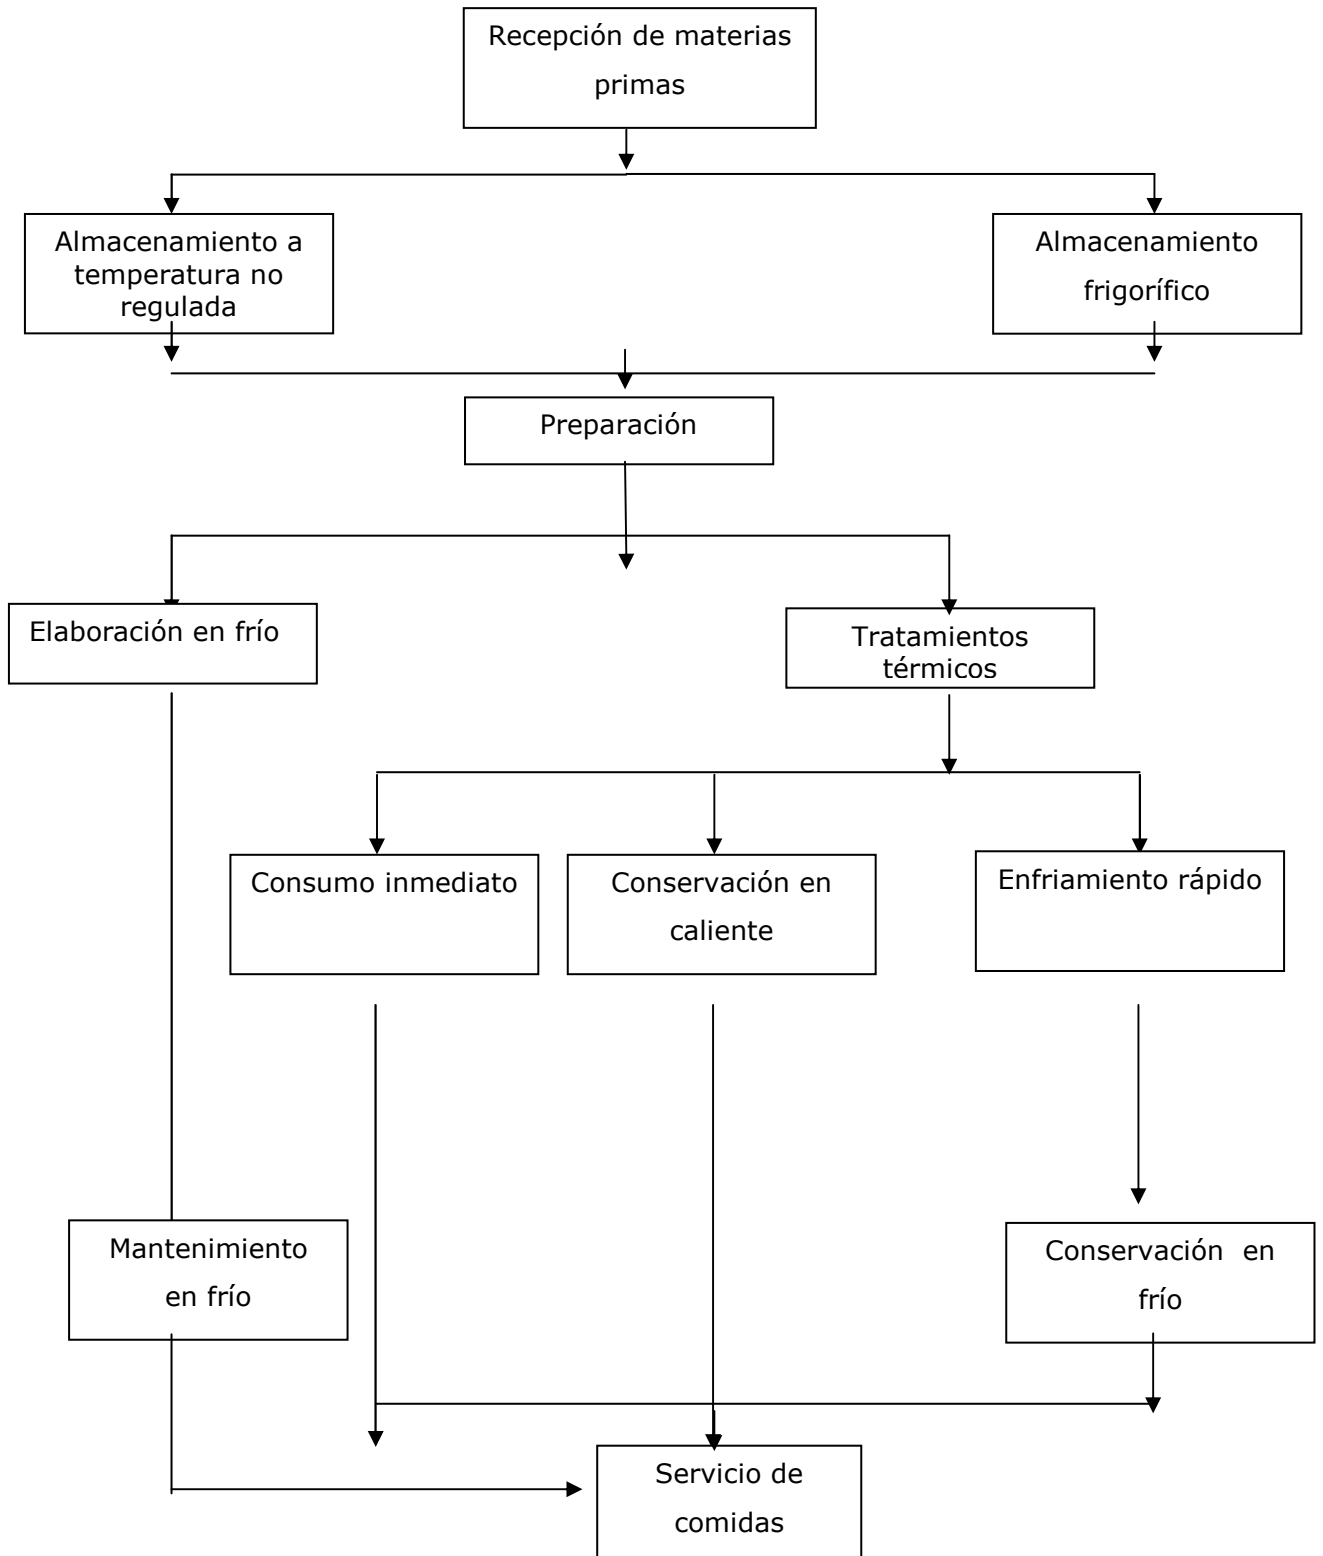 Recepción de materias
primas
Almacenamiento a
temperatura no
regulada
Almacenamiento
frigorífico
Preparación
Elaboración en frío
Tratamientos
térmicos
Consumo inmediato
Conservación en
caliente
Enfriamiento rápido
Mantenimiento
en frío
Conservación en
frío
Servicio de
comidas